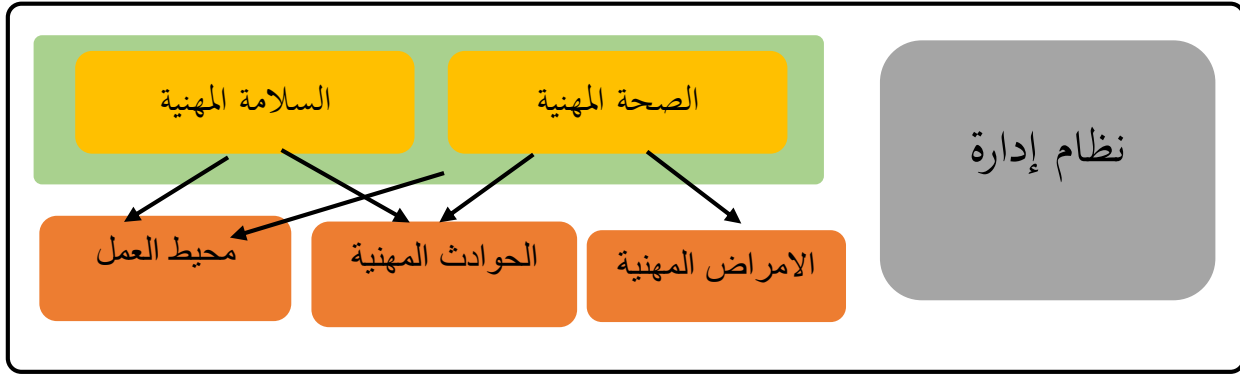 نظام إدارة
الصحة المهنية
السلامة المهنية
الامراض المهنية
الحوادث المهنية
محيط العمل